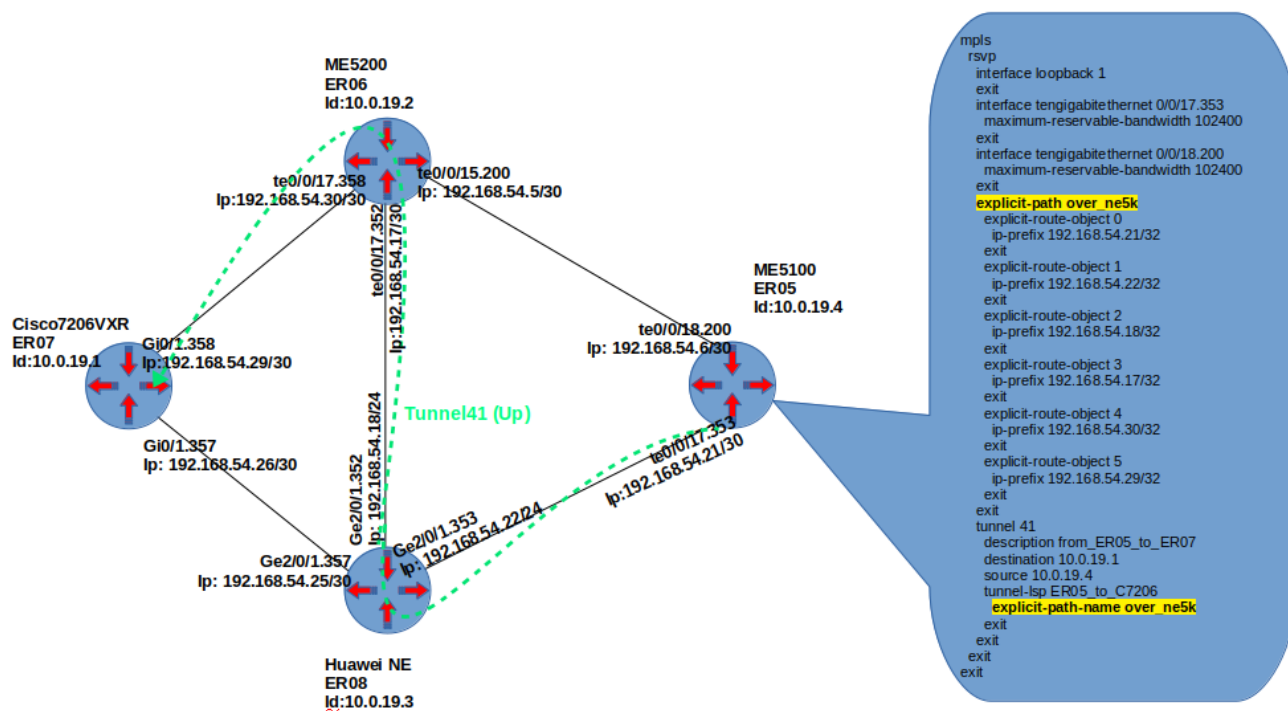 ME5200
ER06
Id:10.0.19.2
te0/0/17.358
Ip:192.168.54.30/30
te0/0/15.200
Ip: 192.168.54.5/30
te0/0/17.352
Ip:192.168.54.17/30
ME5100
ER05
Id:10.0.19.4
te0/0/18.200
Ip: 192.168.54.6/30
Cisco7206VXR
ER07
Id:10.0.19.1
Gi0/1.358
Ip:192.168.54.29/30
Tunnel41 (Up)
te0/0/17.353
Ip:192.168.54.21/30
Gi0/1.357
Ip: 192.168.54.26/30
Ge2/0/1.352
Ip: 192.168.54.18/24
Ge2/0/1.353
Ip: 192.168.54.22/24
Ge2/0/1.357
Ip: 192.168.54.25/30
Huawei NE
ER08
Id:10.0.19.3
mpls
rsvp
interface loopback 1
exit
interface tengigabitethernet 0/0/17.353
maximum-reservable-bandwidth 102400
exit
interface tengigabitethernet 0/0/18.200
maximum-reservable-bandwidth 102400
exit
explicit-path over_ne5k
explicit-route-object 0
ip-prefix 192.168.54.21/32
exit
explicit-route-object 1
ip-prefix 192.168.54.22/32
exit
explicit-route-object 2
ip-prefix 192.168.54.18/32
exit
explicit-route-object 3
ip-prefix 192.168.54.17/32
exit
explicit-route-object 4
ip-prefix 192.168.54.30/32
exit
explicit-route-object 5
ip-prefix 192.168.54.29/32
exit
exit
tunnel 41
description from_ER05_to_ER07
destination 10.0.19.1
source 10.0.19.4
tunnel-lsp ER05_to_C7206
explicit-path-name over_ne5k
exit
exit
exit
exit